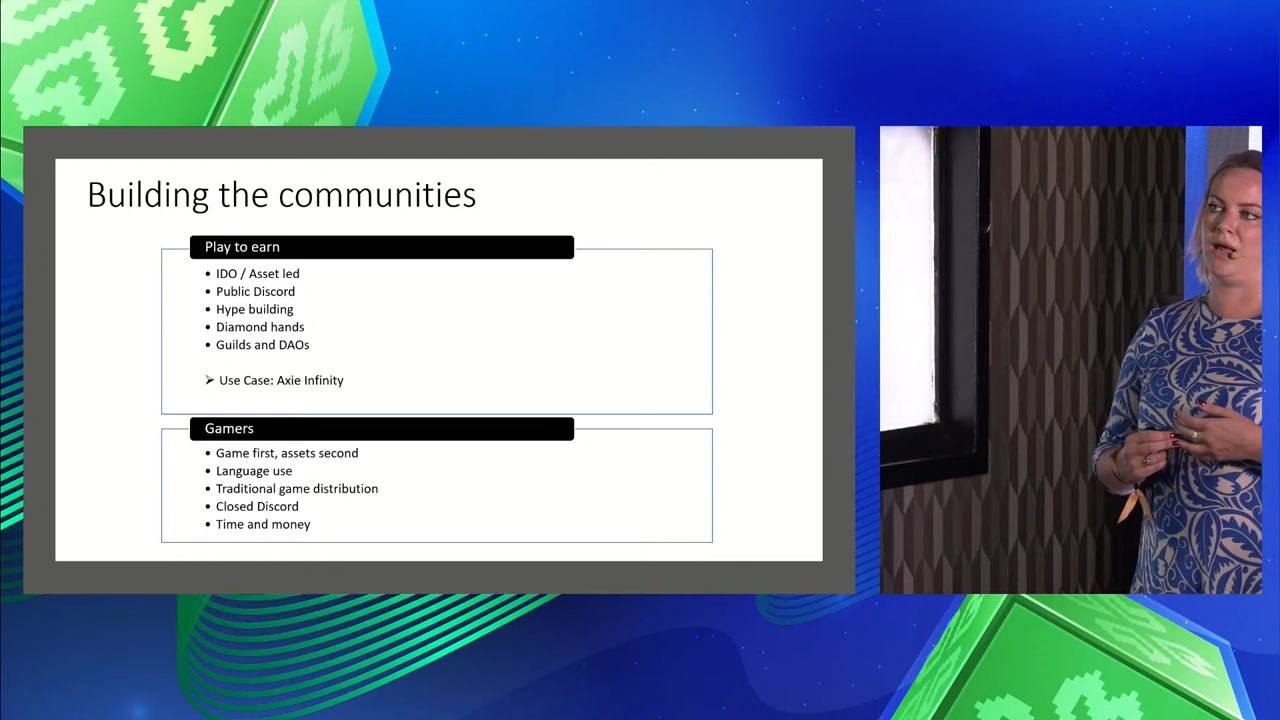 Building the communities
Play to earn
• IDO / Asset led
• Public Discord
• Hype building
• Diamond hands
• Guilds and DAOs
➢ Use Case: Axie Infinity
Gamers
• Game first, assets second
• Language use
• Traditional game distribution
• Closed Discord
• Time and money